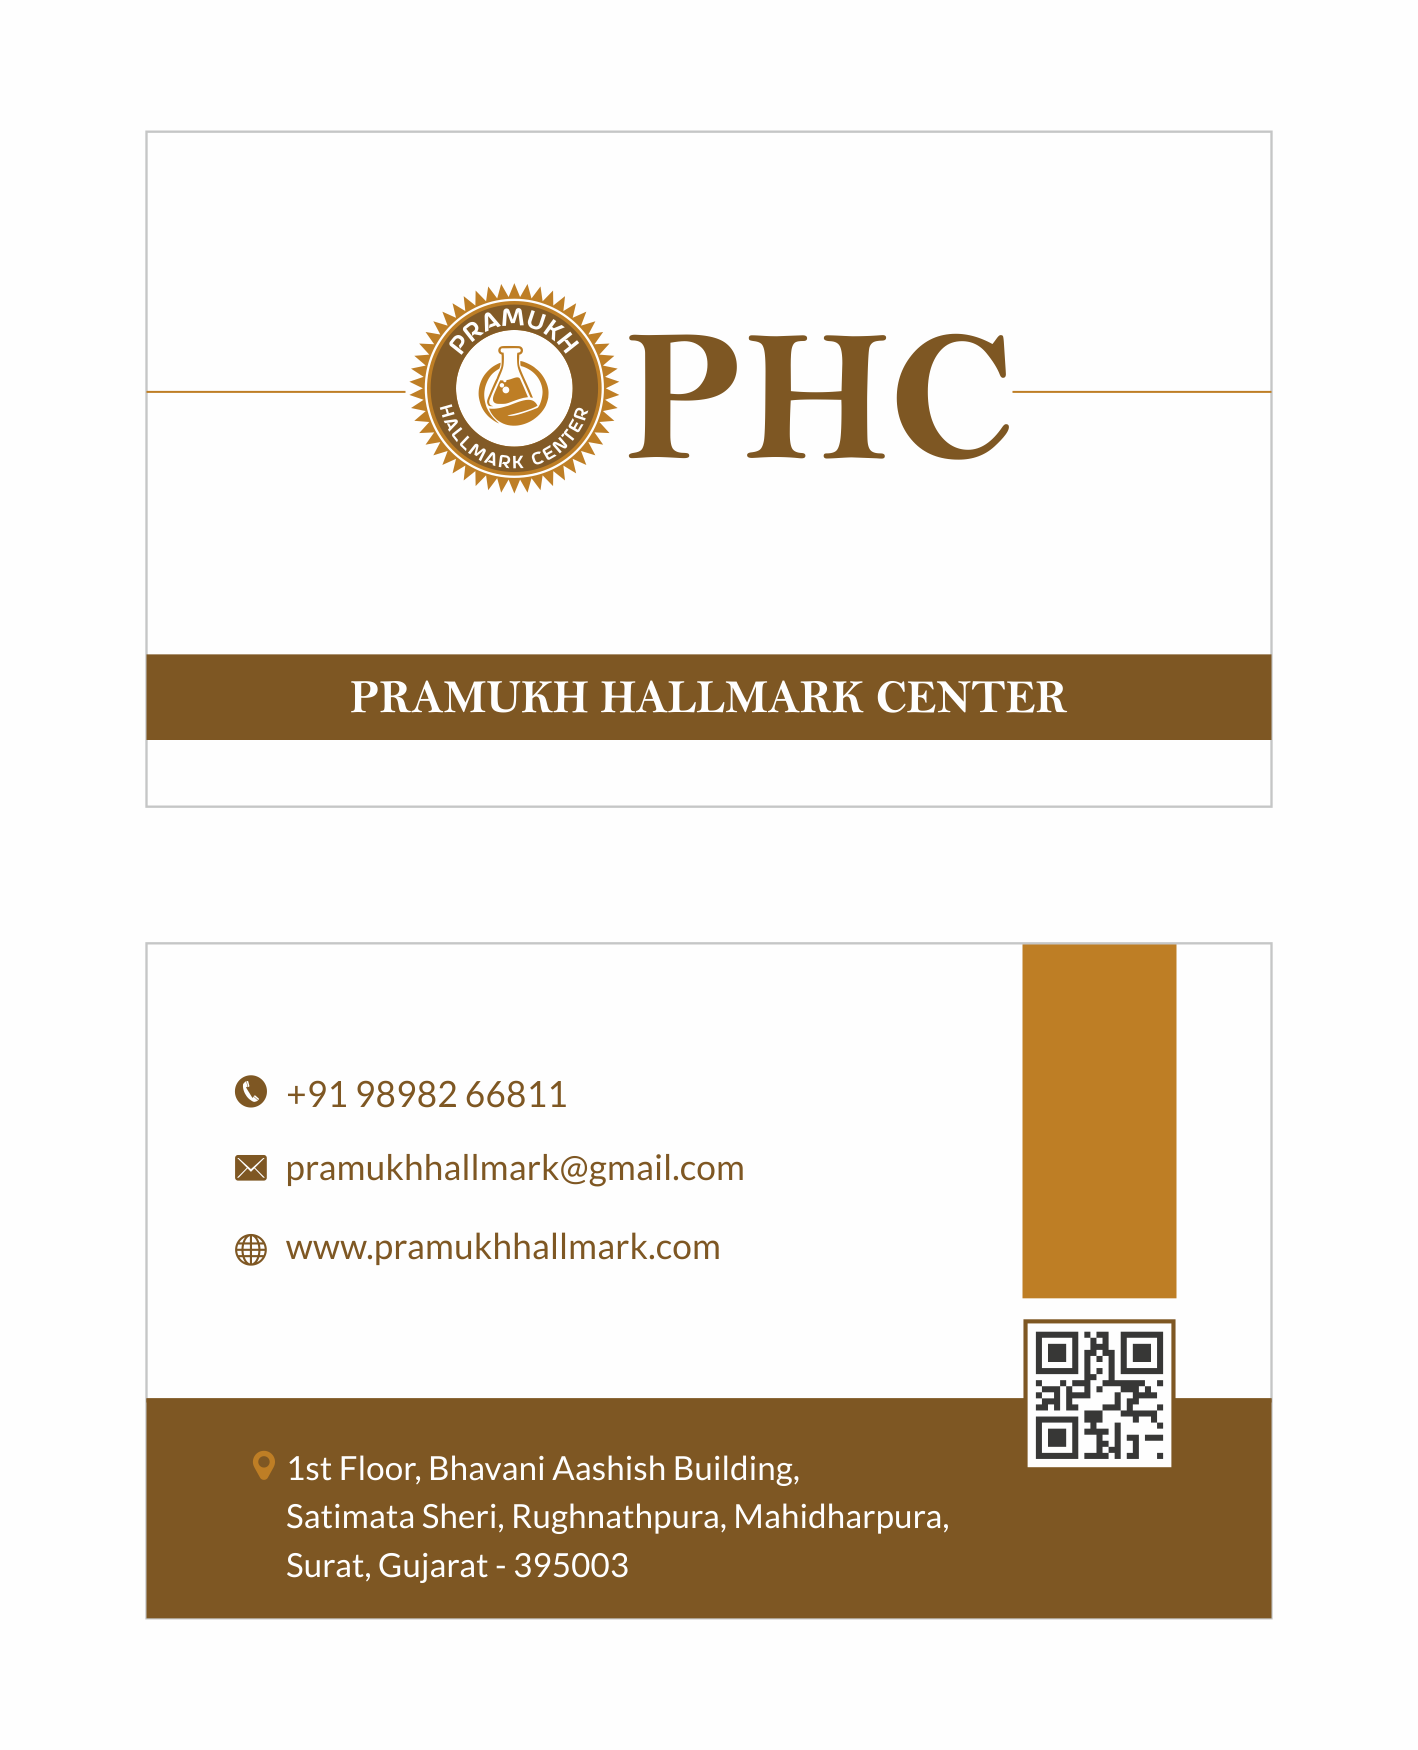 PRAMUKH
HALLMARK CENTER
PHC
PRAMUKH HALLMARK CENTER
+91 98982 66811
pramukhhallmark@gmail.com
www.pramukhhallmark.com
1st Floor, Bhavani Aashish Building,
Satimata Sheri, Rughnathpura, Mahidharpura,
Surat, Gujarat - 395003